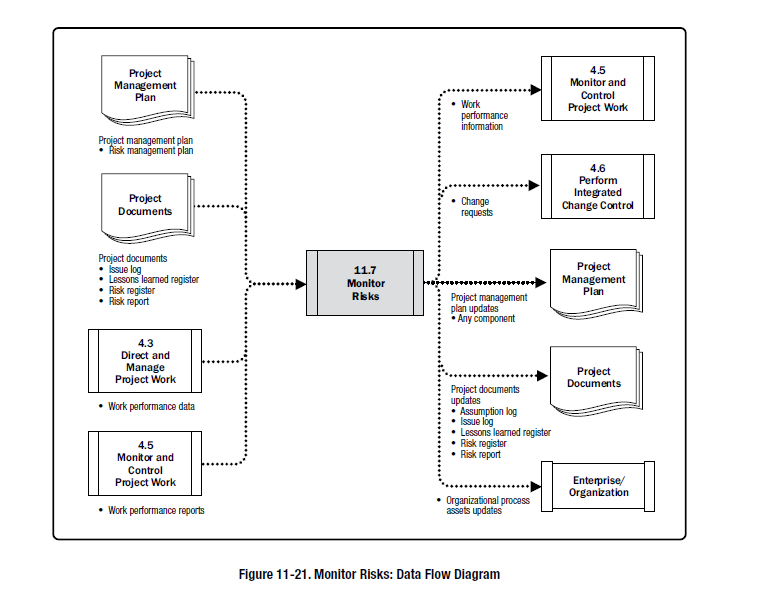 Project
Management
Plan
Project management plan
• Risk management plan
Project
Documents
Project documents
• Issue log
• Lessons learned register
• Risk register
• Risk report
4.3
Direct and
Manage
Project Work
• Work performance data
4.5
Monitor and
Control
Project Work
• Work performance reports
11.7
Monitor
Risks
4.5
Monitor and
Control
Project Work
• Work
performance
information
4.6
Perform
Integrated
Change Control
• Change
requests
Project
Management
Plan
Project management
plan updates
• Any component
Project
Documents
Project documents
updates
• Assumption log
• Issue log
• Lessons learned register
• Risk register
• Risk report
Enterprise/
Organization
• Organizational process
assets updates
Figure 11-21. Monitor Risks: Data Flow Diagram